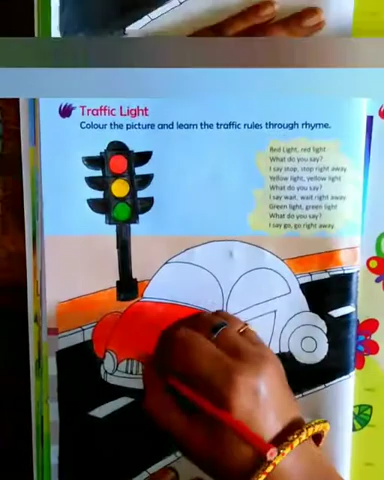 Traffic Light
Colour the picture and learn the traffic rules through rhyme.
Red Light, red light
What do you say?
I say stop, stop right away
Yellow light, yellow light
What do you say?
I say wait, wait right away
Green light, green light
What do you say?
I say go, go right away.